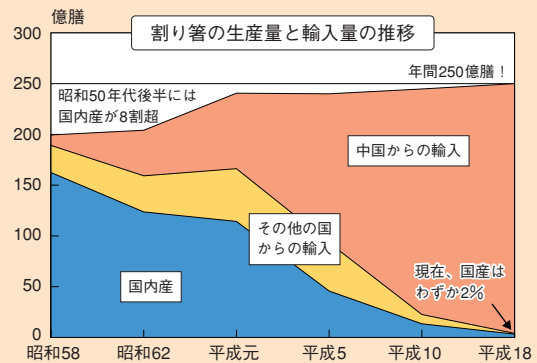 億膳
割り箸の生産量と輸入量の推移
300
250
200
150
100
50
0
年間250億膳！
昭和50年代後半には
国内産が8割超
中国からの輸入
その他の国
からの輸入
国内産
現在、国産は
わずか2%
昭和58 昭和62 平成元 平成5 平成10 平成18